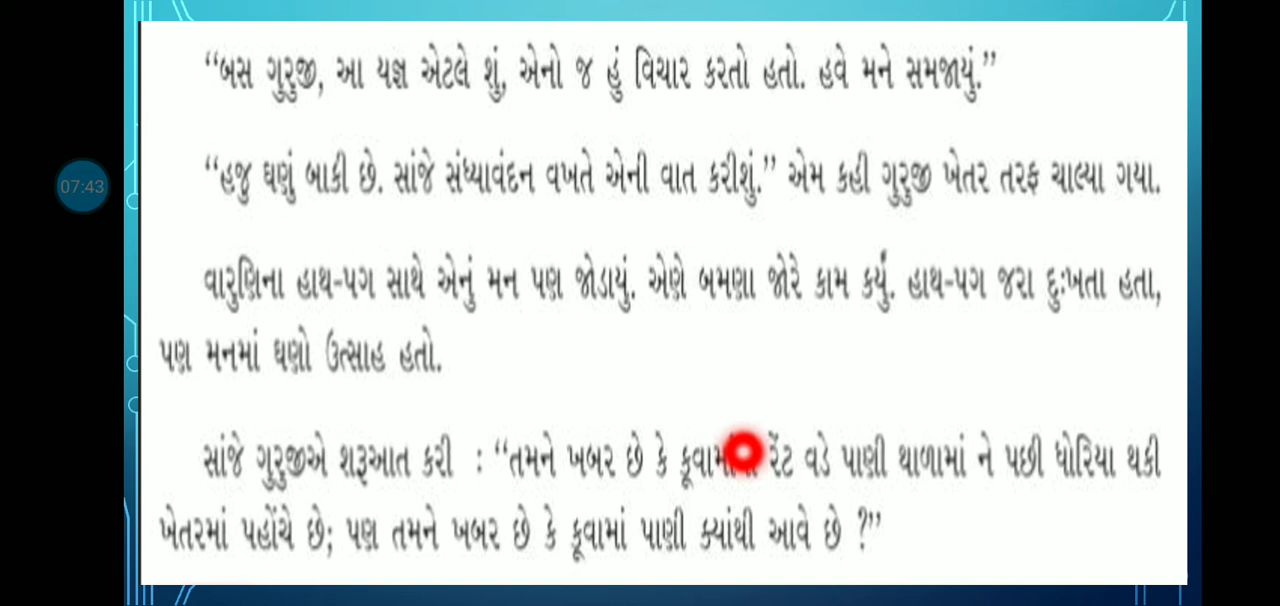 07:43
“બસ ગુરુજી, આ યજ્ઞ એટલે શું, એનો જ હું વિચાર કરતો હતો. હવે મને સમજાયું.”
“હજુ ઘણું બાકી છે. સાંજે સંધ્યાવંદન વખતે એની વાત કરીશું.” એમ કહી ગુરુજી ખેતર તરફ ચાલ્યા ગયા.
વારુણિના હાથ-પગ સાથે એનું મન પણ જોડાયું. એણે બમણા જોરે કામ કર્યું. હાથ-પગ જરા દુઃખતા હતા,
પણ મનમાં ઘણો ઉત્સાહ હતો.
સાંજે ગુરુજીએ શરૂઆત કરી : “તમને ખબર છે કે રેંટ વડે પાણી થાળામાં ને પછી ધોરિયા થકી
ખેતરમાં પહોંચે છે; પણ તમને ખબર છે કે કૂવામાં પાણી ક્યાંથી આવે છે ?”